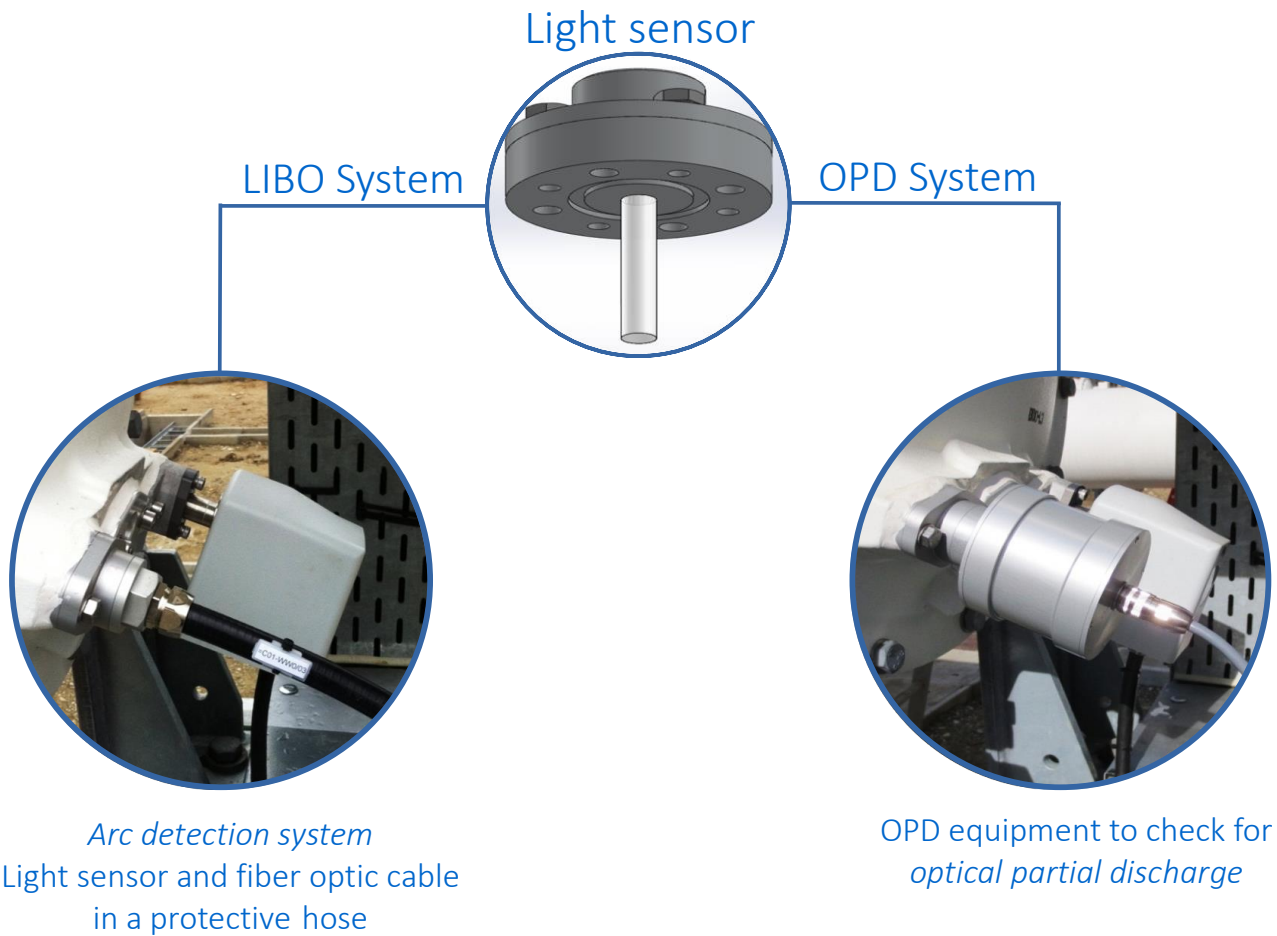 Light sensor
LIBO System
OPD System
Arc detection system
Light sensor and fiber optic cable
in a protective hose
OPD equipment to check for
optical partial discharge